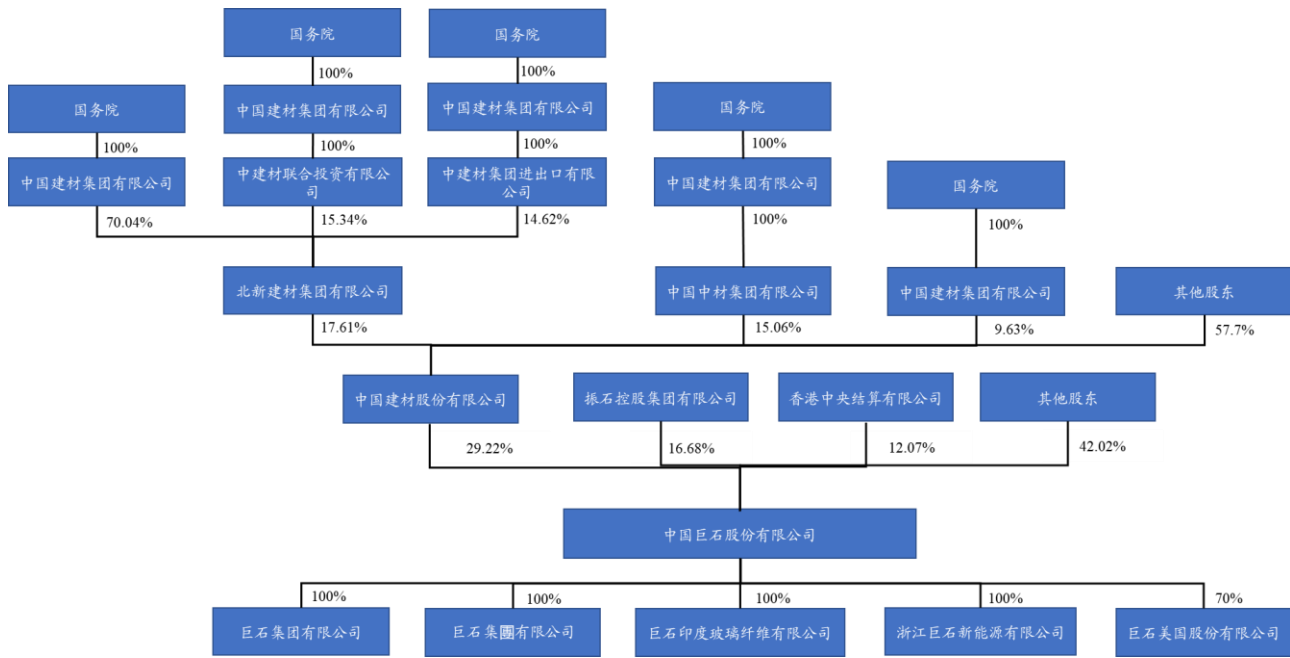 国务院
国务院
100%
100%
国务院
中国建材集团有限公司
中国建材集团有限公司
国务院
100%
100%
100%
100%
中国建材集团有限公司
中建材联合投资有限公
司
中建材集团进出口有限
公司
中国建材集团有限公司
国务院
70.04%
15.34%
14.62%
100%
100%
北新建材集团有限公司
中国中材集团有限公司
中国建材集团有限公司
其他股东
17.61%
15.06%
9.63%
57.7%
中国建材股份有限公司
振石控股集团有限公司
香港中央结算有限公司
其他股东
29.22%
16.68%
12.07%
42.02%
中国巨石股份有限公司
100%
100%
100%
100%
70%
巨石集团有限公司
巨石集團有限公司
巨石印度玻璃纤维有限公司
浙江巨石新能源有限公司
巨石美国股份有限公司